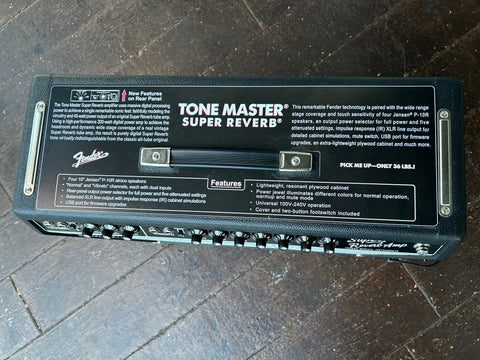 New Features
on Rear Panel
The Tone Master Super Reverb amplifier uses massive digital processing
power to achieve a single remarkable sonic feat: faithfully modeling the
circuitry and 45-watt power output of an original Super Reverb tube amp.
Using a high-performance 200-watt digital power amp to achieve the
headroom and dynamic wide stage coverage of a real vintage
Super Reverb tube amp, the result is purely digital Super Reverb
tone virtually indistinguishable from the classic all-tube original.
TONE MASTER®
SUPER REVERB®
This remarkable Fender technology is paired with the wide range
stage coverage and touch sensitivity of four Jensen® P-10R
speakers, an output power selector for full power and five
attenuated settings, impulse response (IR) XLR line output for
detailed cabinet simulations, mute switch, USB port for firmware
upgrades, an extra-lightweight plywood cabinet and much more.
Fender
PICK ME UP—ONLY 36 LBS.!
Features
• Four 10" Jensen® P-10R alnico speakers
• "Normal" and "Vibrato" channels, each with dual inputs
• Rear-panel output power selector for full power and five attenuated settings
• Balanced XLR line output with impulse response (IR) cabinet simulations
• USB port for firmware upgrades
• Lightweight, resonant plywood cabinet
• Power jewel illuminates different colors for normal operation,
warmup and mute mode
• Universal 100V-240V operation
• Cover and two-button footswitch included
Super
Reverb-Amp